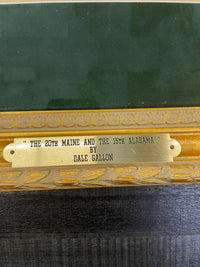 " THE 20TH MAINE AND THE 15TH ALABAMA "
BY
DALE GALLON